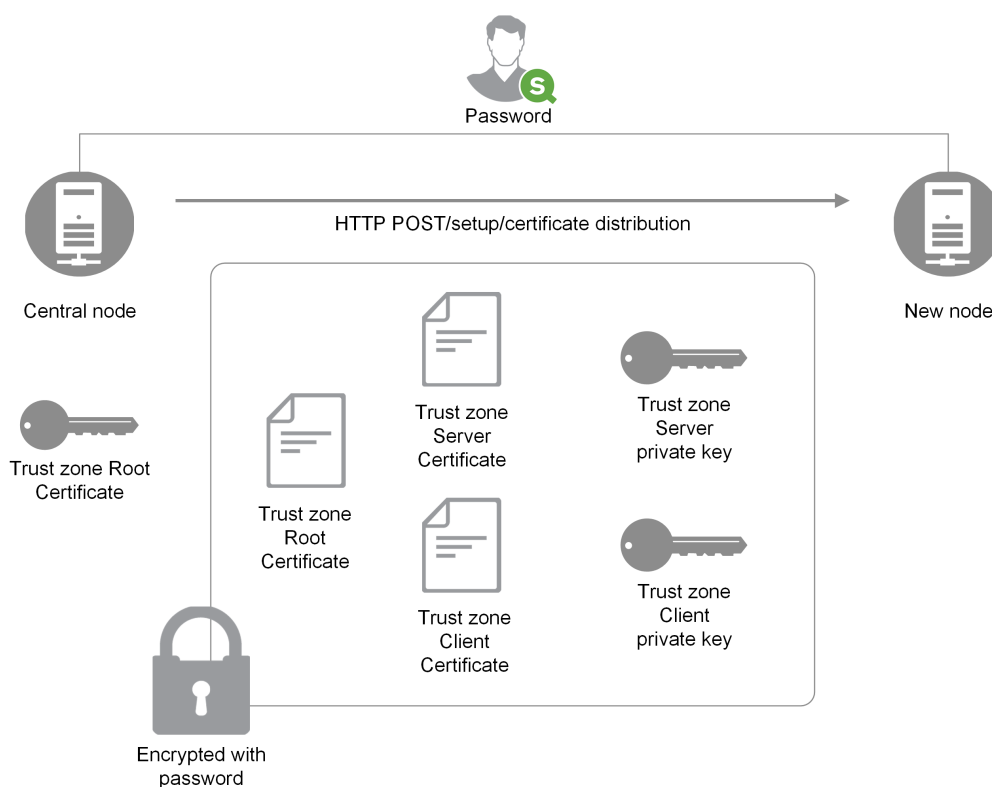 S
Password
HTTP POST/setup/certificate distribution
Central node
New node
Trust zone Root
Certificate
Trust zone
Root
Certificate
Trust zone
Server
Certificate
Trust zone
Server
private key
Trust zone
Client
Certificate
Trust zone
Client
private key
Encrypted with
password